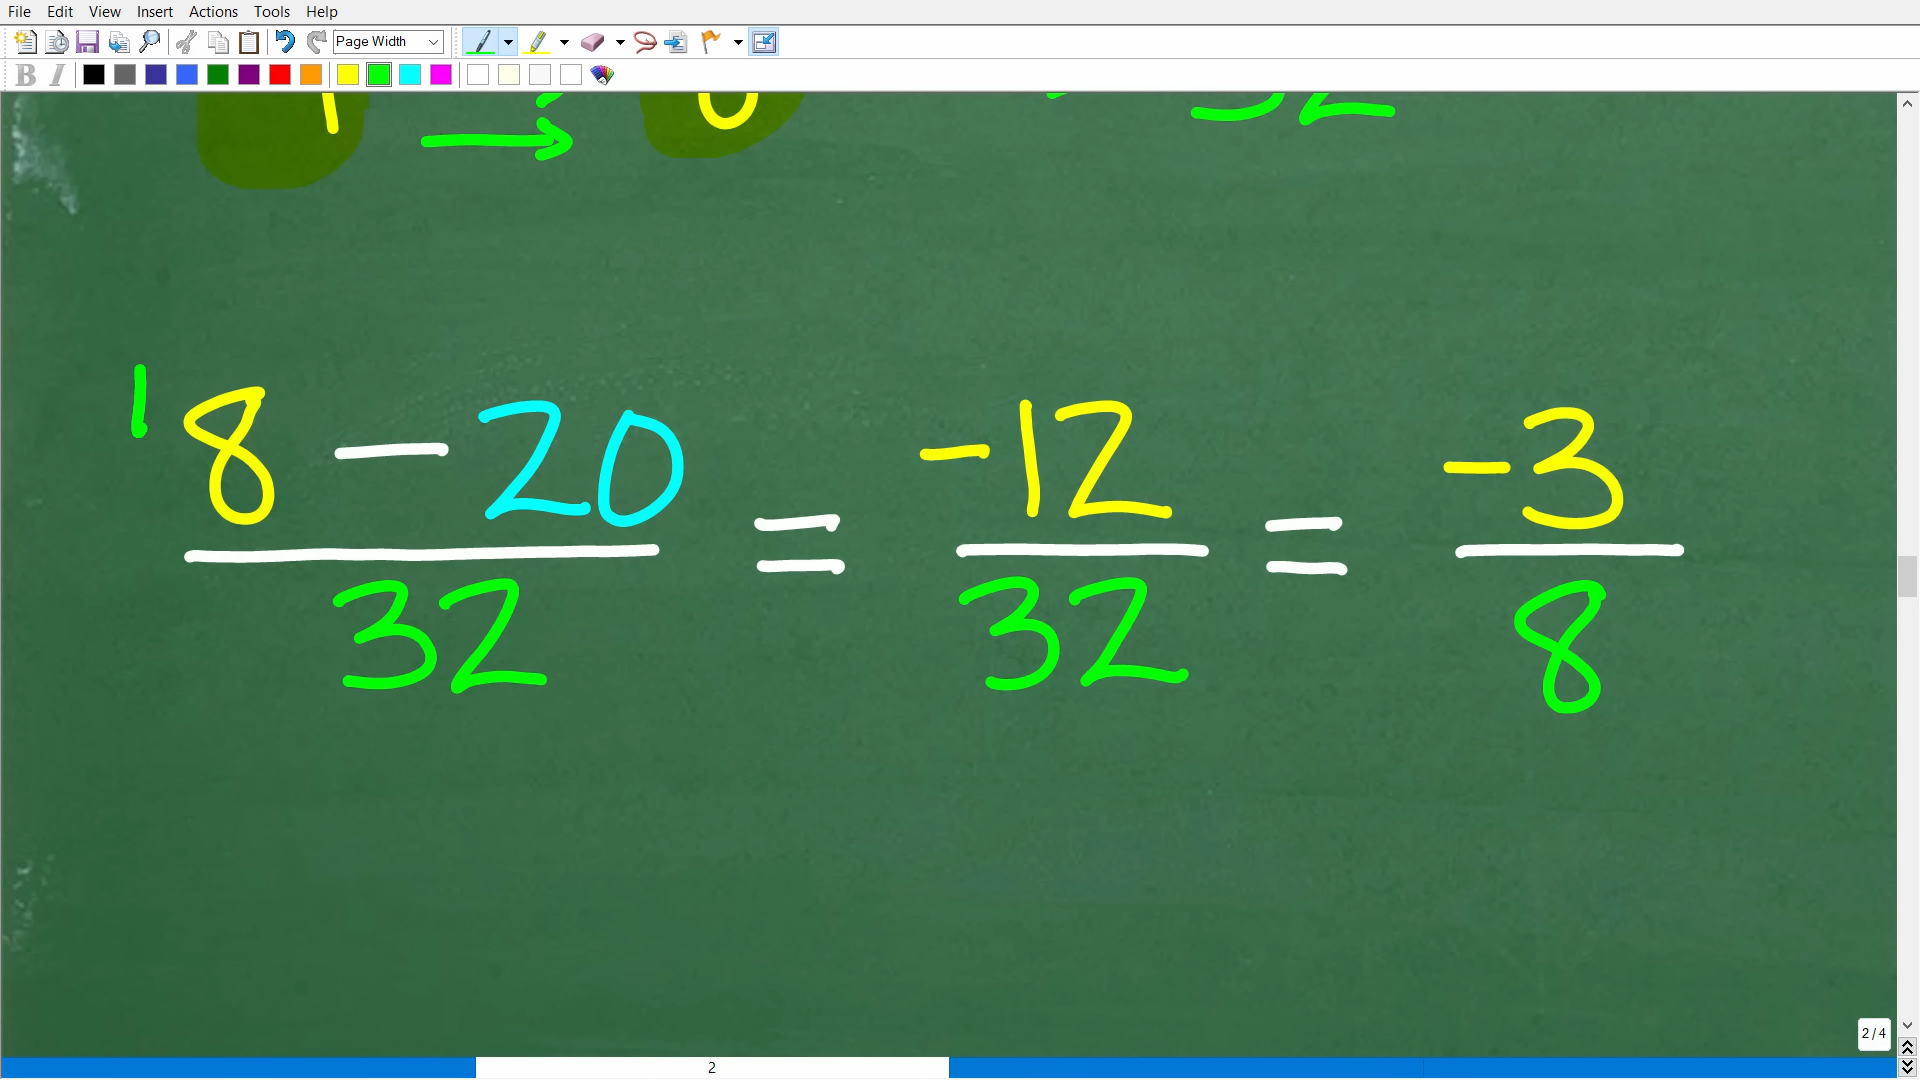 File Edit View Insert Actions Tools Help
Page Width
B I
32
18 - 20 / 32 = -12 / 32 = -3 / 8
2 / 4
2